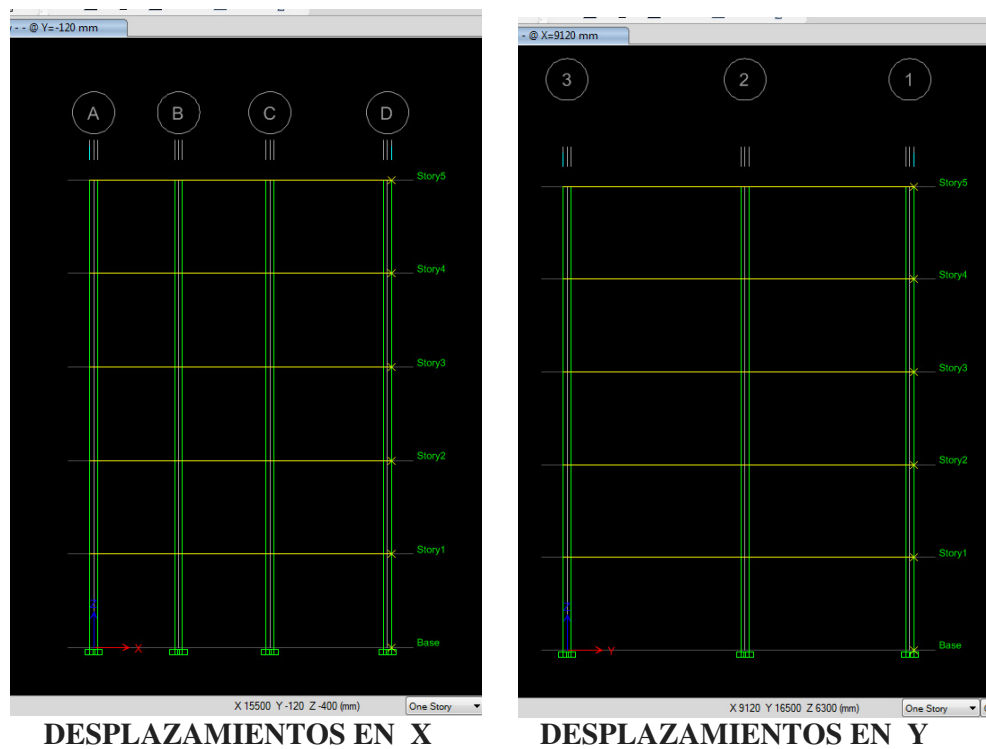 - - @ Y=-120 mm
A B C D
Story5
Story4
Story3
Story2
Story1
Base
Z
X
X 15500 Y -120 Z -400 (mm)
One Story
DESPLAZAMIENTOS EN X
- @ X=9120 mm
3 2 1
Story5
Story4
Story3
Story2
Story1
Base
Z
Y
X 9120 Y 16500 Z 6300 (mm)
One Story
DESPLAZAMIENTOS EN Y